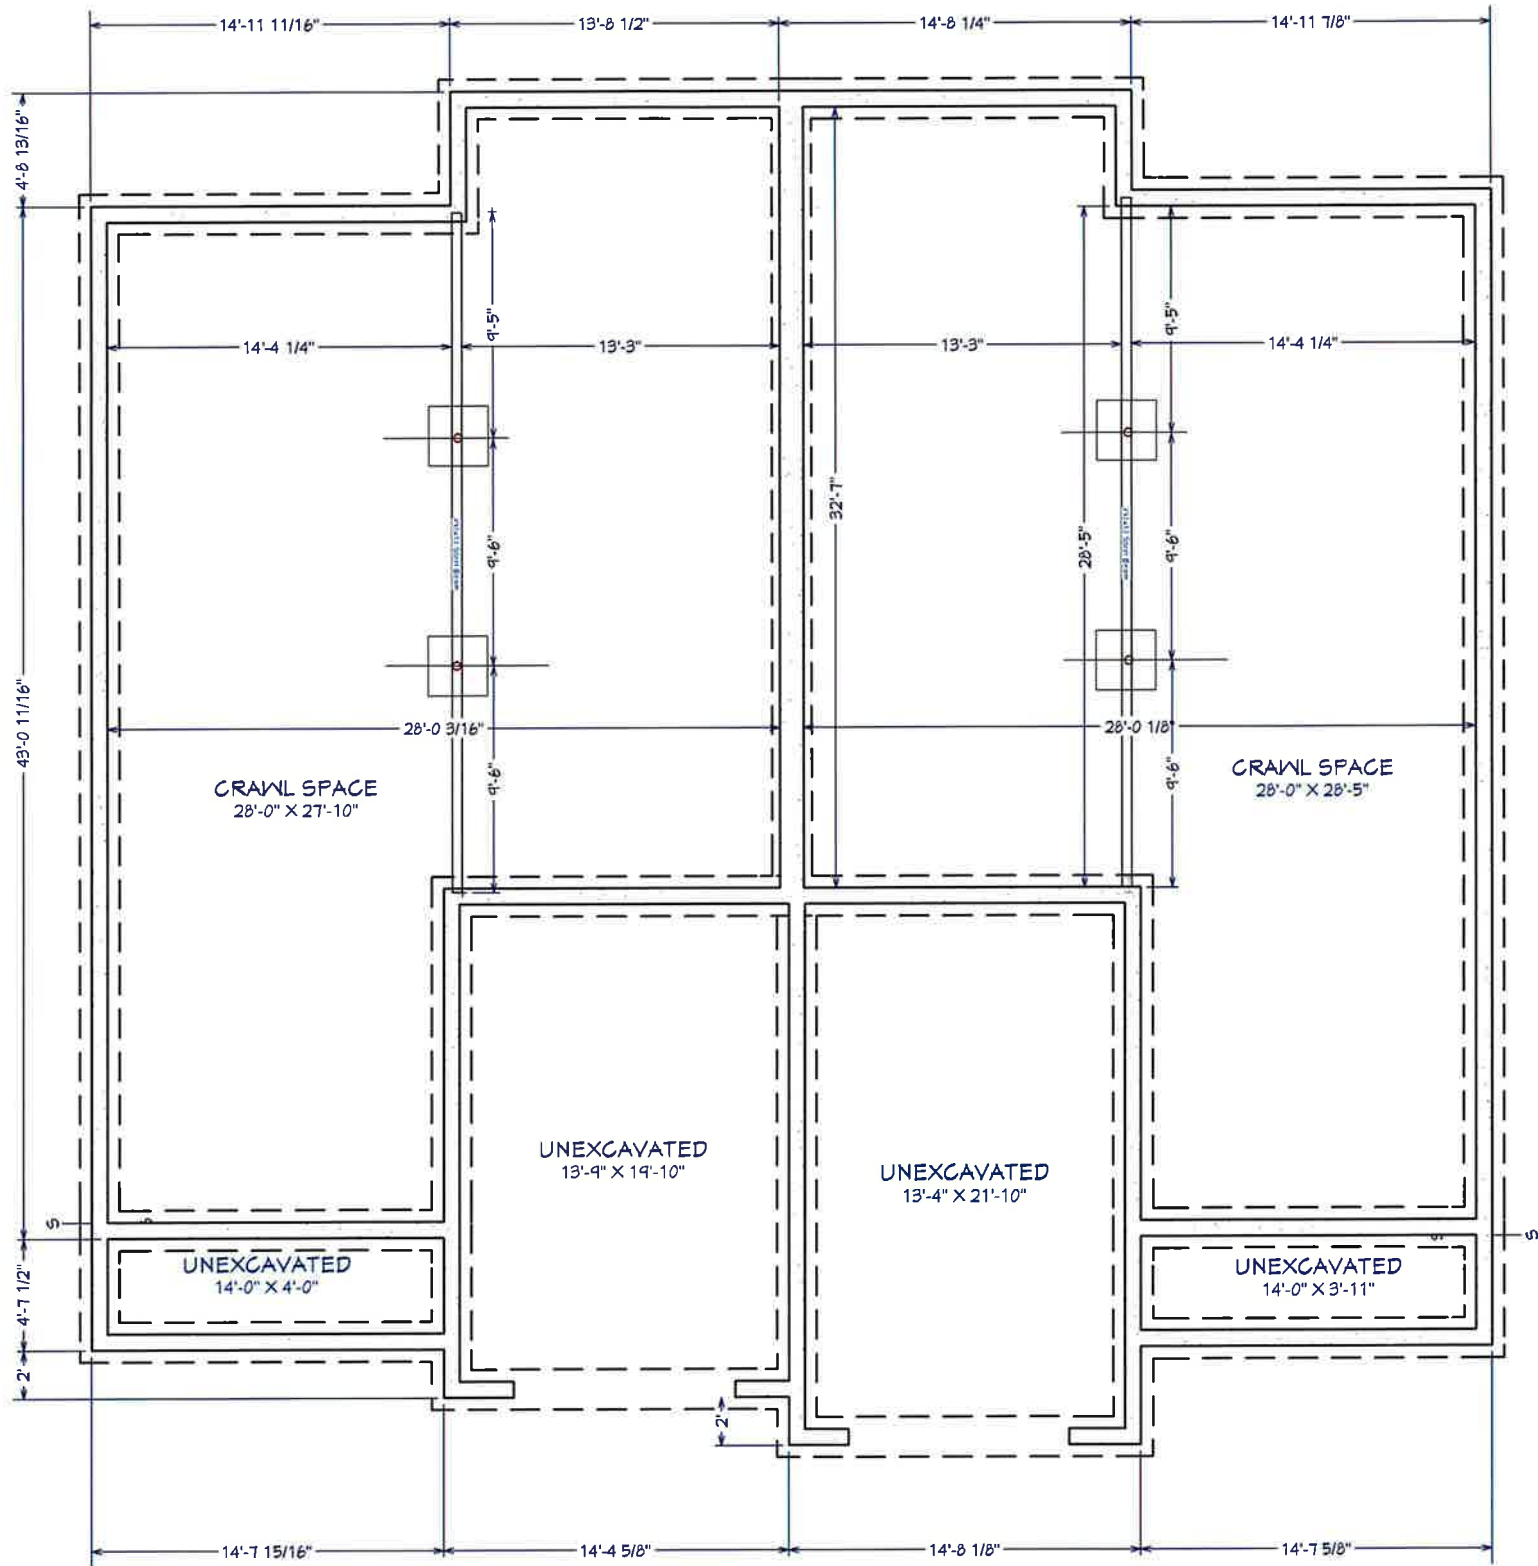 14'-11 11/16"
13'-8 1/2"
14'-8 1/4"
14'-11 7/8"
4'-8 13/16"
9'-5"
9'-5"
14'-4 1/4"
13'-3"
13'-3"
14'-4 1/4"
32'-7"
9'-6"
28'-5"
9'-6"
43'-0 11/16"
28'-0 3/16"
28'-0 1/8"
9'-6"
9'-6"
CRAWL SPACE
28'-0" X 27'-10"
CRAWL SPACE
28'-0" X 28'-5"
UNEXCAVATED
13'-9" X 19'-10"
UNEXCAVATED
13'-4" X 21'-10"
S
S
S
S
4'-7 1/2"
UNEXCAVATED
14'-0" X 4'-0"
UNEXCAVATED
14'-0" X 3'-11"
2'
2'
14'-7 15/16"
14'-4 5/8"
14'-8 1/8"
14'-7 5/8"